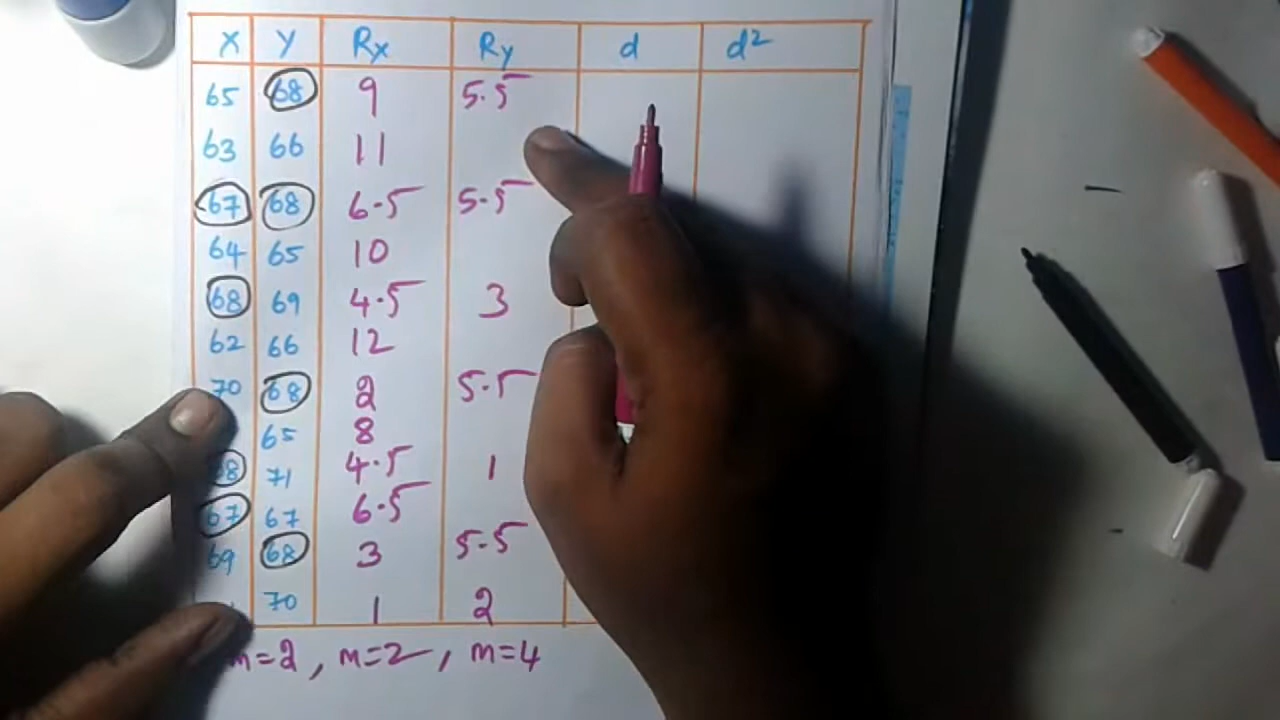 X Y Rx Ry d d²
65 68 9 5.5
63 66 11
67 68 6.5 5.5
64 65 10
68 69 4.5 3
62 66 12
70 68 2 5.5
65 8
68 71 4.5 1
67 67 6.5
69 68 3 5.5
70 1 2
m=2, m=2, m=4